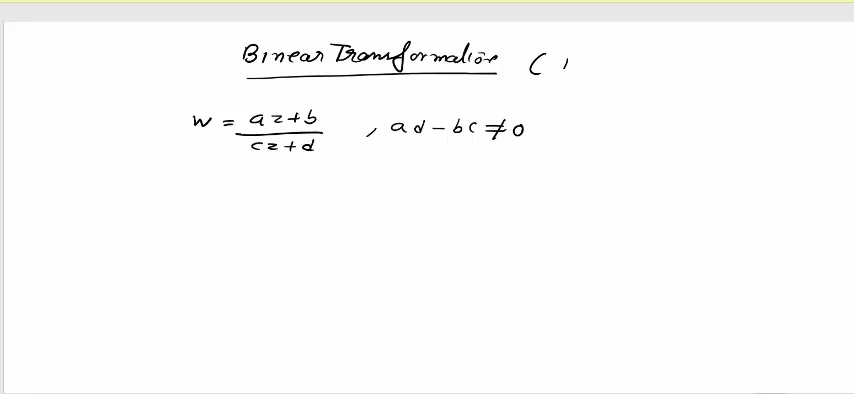 Binear Transformation (
w = az+b / cz+d , ad - bc ≠ 0